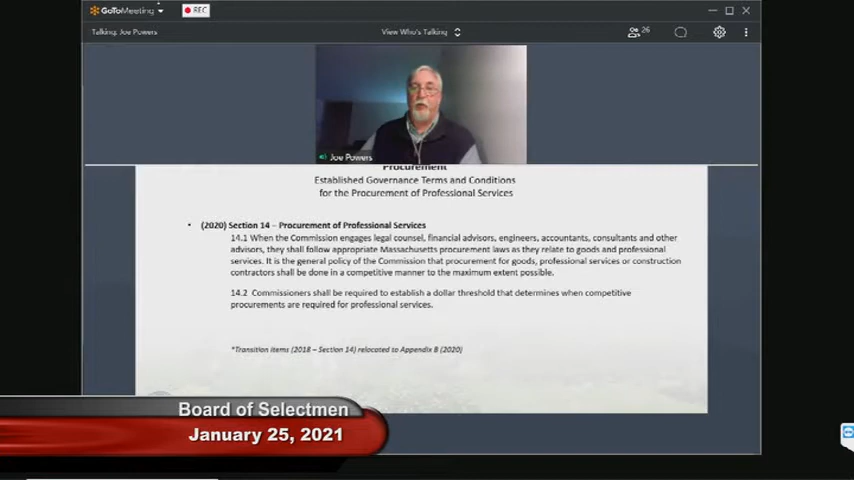 GoToMeeting
REC
Talking: Joe Powers
View Who's Talking
26
Joe Powers
Procurement
Established Governance Terms and Conditions
for the Procurement of Professional Services
• (2020) Section 14 – Procurement of Professional Services
14.1 When the Commission engages legal counsel, financial advisors, engineers, accountants, consultants and other
advisors, they shall follow appropriate Massachusetts procurement laws as they relate to goods and professional
services. It is the general policy of the Commission that procurement for goods, professional services or construction
contractors shall be done in a competitive manner to the maximum extent possible.
14.2 Commissioners shall be required to establish a dollar threshold that determines when competitive
procurements are required for professional services.
*Transition items (2018 – Section 14) relocated to Appendix B (2020)
Board of Selectmen
January 25, 2021